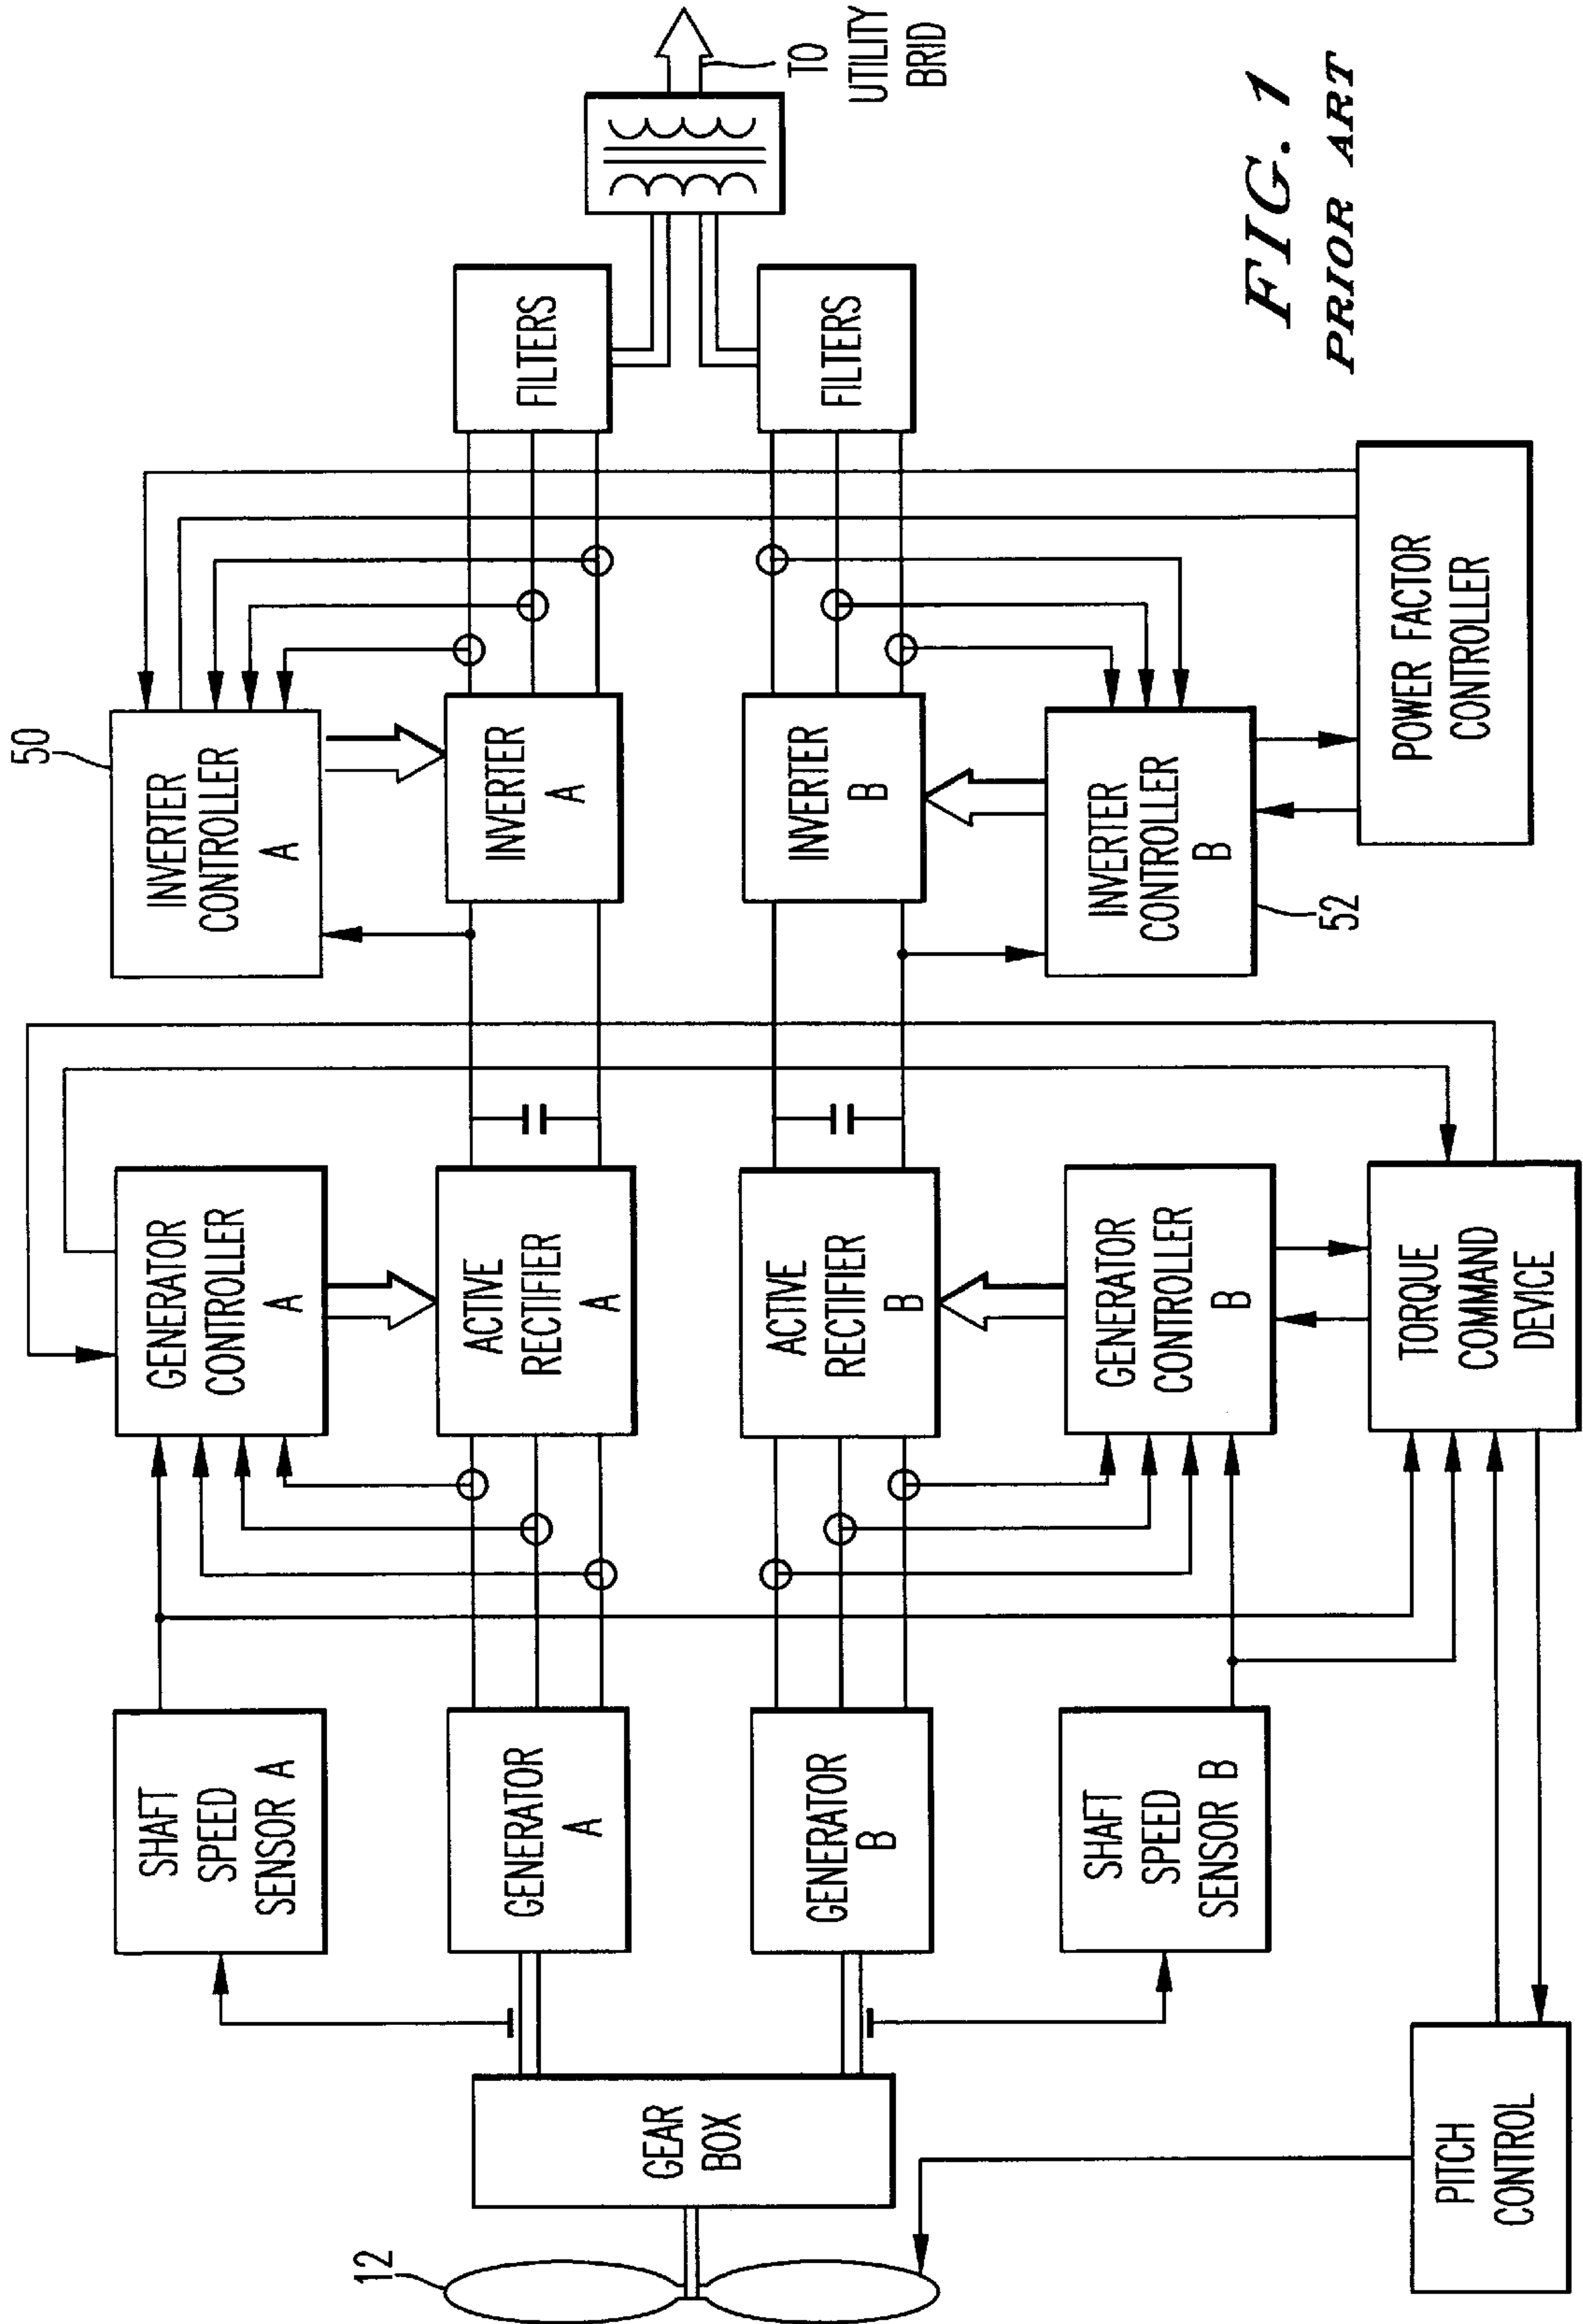 50
INVERTER
CONTROLLER
A
GENERATOR
CONTROLLER
A
SHAFT
SPEED
SENSOR A
12
GEAR
BOX
GENERATOR
A
ACTIVE
RECTIFIER
A
INVERTER
A
FILTERS
TO
UTILITY
BRID
GENERATOR
B
ACTIVE
RECTIFIER
B
INVERTER
B
FILTERS
SHAFT
SPEED
SENSOR B
GENERATOR
CONTROLLER
B
INVERTER
CONTROLLER
B
52
PITCH
CONTROL
TORQUE
COMMAND
DEVICE
POWER FACTOR
CONTROLLER
FIG. 1
PRIOR ART